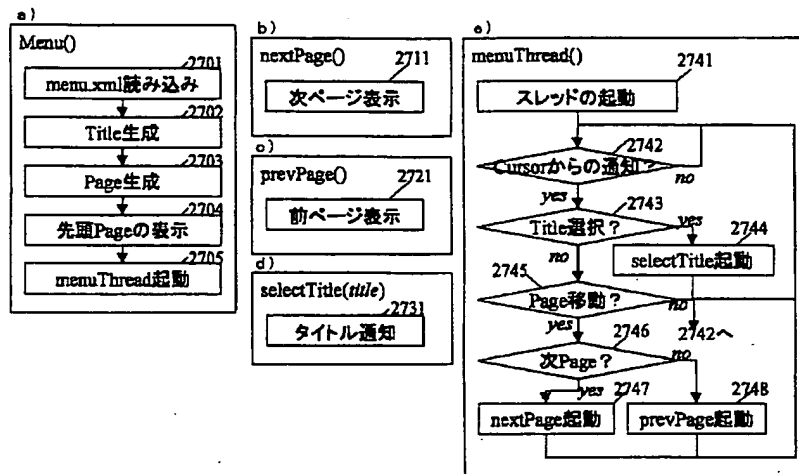 a)
Menu()
2701
menu.xml読み込み
2702
Title生成
2703
Page生成
2704
先頭Pageの表示
2705
menuThread起動
b)
nextPage()
2711
次ページ表示
c)
prevPage()
2721
前ページ表示
d)
selectTitle(title)
2731
タイトル通知
e)
menuThread()
2741
スレッドの起動
2742
Cursorからの通知？
no
yes
2743
Title選択？
yes
2744
no
selectTitle起動
2745
Page移動？
no
yes
2746
2742へ
次Page？
no
yes
2747
2748
nextPage起動
prevPage起動